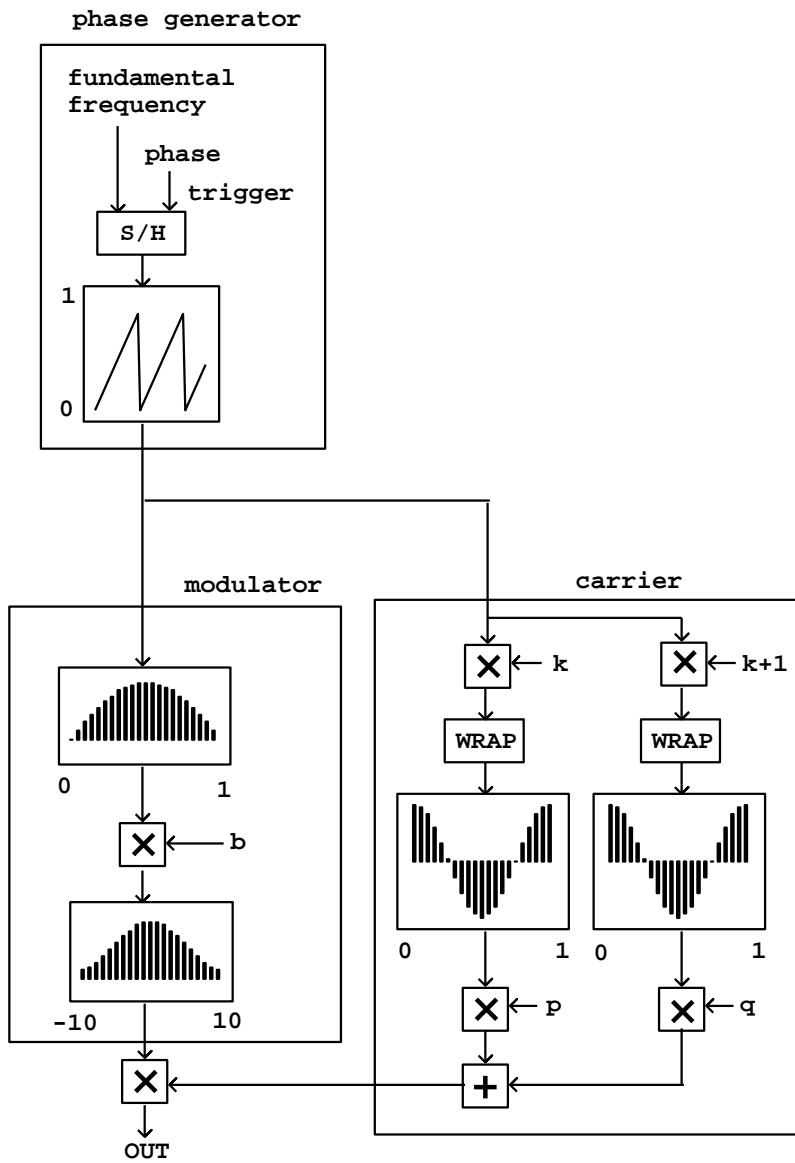 phase generator
fundamental
frequency
phase
trigger
S/H
1
0
modulator
carrier
k
k+1
WRAP
WRAP
0
1
b
0
1
0
1
-10
10
p
q
+
OUT